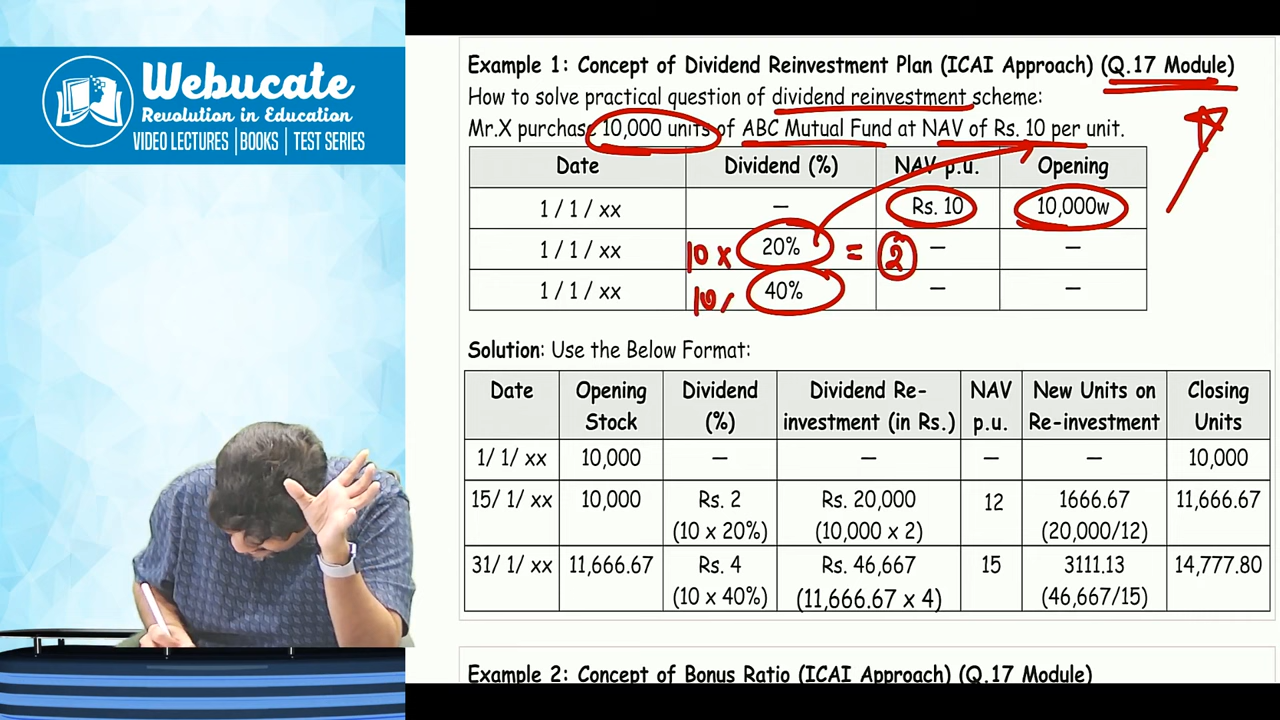 Webucate
Revolution in Education
VIDEO LECTURES | BOOKS | TEST SERIES
Example 1: Concept of Dividend Reinvestment Plan (ICAI Approach) (Q.17 Module)
How to solve practical question of dividend reinvestment scheme:
Mr.X purchase 10,000 units of ABC Mutual Fund at NAV of Rs. 10 per unit.
Date Dividend (%) NAV p.u. Opening
1 / 1 / xx – Rs. 10 10,000w
1 / 1 / xx 10 x 20% = 2 – –
1 / 1 / xx 10 40% – –
Solution: Use the Below Format:
Date Opening Dividend Dividend Re- NAV New Units on Closing
Stock (%) investment (in Rs.) p.u. Re-investment Units
1/ 1/ xx 10,000 – – – – 10,000
15/ 1/ xx 10,000 Rs. 2 Rs. 20,000 12 1666.67 11,666.67
(10 x 20%) (10,000 x 2) (20,000/12)
31/ 1/ xx 11,666.67 Rs. 4 Rs. 46,667 15 3111.13 14,777.80
(10 x 40%) (11,666.67 x 4) (46,667/15)
Example 2: Concept of Bonus Ratio (ICAI Approach) (Q.17 Module)